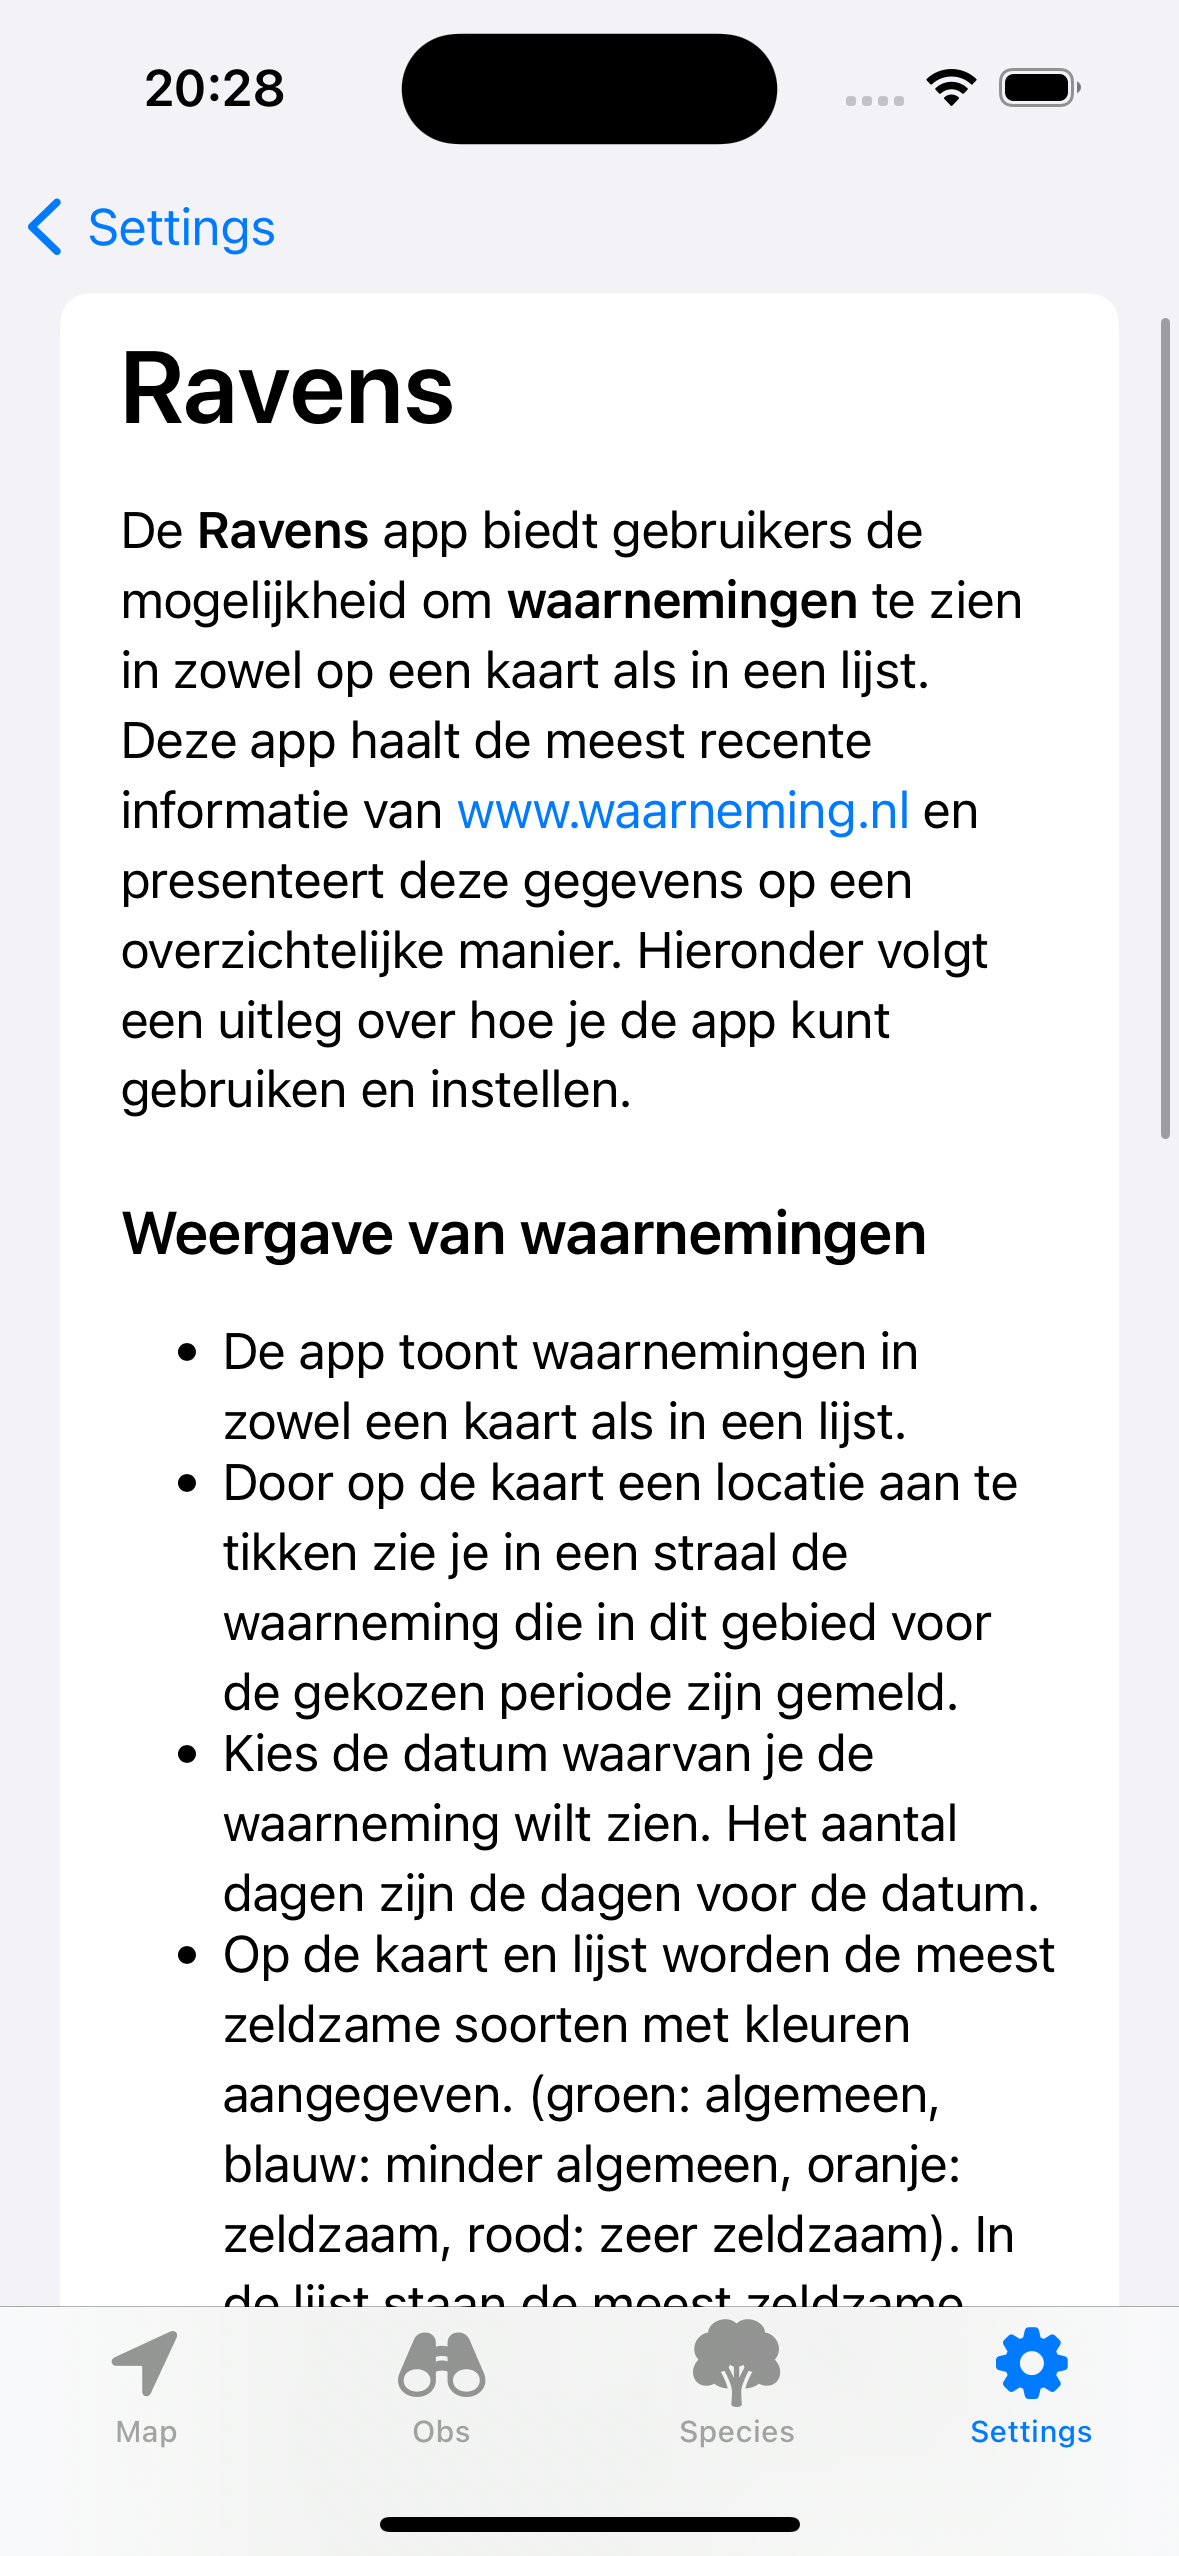 20:28
Settings
Ravens
De Ravens app biedt gebruikers de
mogelijkheid om waarnemingen te zien
in zowel op een kaart als in een lijst.
Deze app haalt de meest recente
informatie van www.waarneming.nl en
presenteert deze gegevens op een
overzichtelijke manier. Hieronder volgt
een uitleg over hoe je de app kunt
gebruiken en instellen.
Weergave van waarnemingen
• De app toont waarnemingen in
zowel een kaart als in een lijst.
• Door op de kaart een locatie aan te
tikken zie je in een straal de
waarneming die in dit gebied voor
de gekozen periode zijn gemeld.
• Kies de datum waarvan je de
waarneming wilt zien. Het aantal
dagen zijn de dagen voor de datum.
• Op de kaart en lijst worden de meest
zeldzame soorten met kleuren
aangegeven. (groen: algemeen,
blauw: minder algemeen, oranje:
zeldzaam, rood: zeer zeldzaam). In
de lijst staan de meest zeldzame
Map
Obs
Species
Settings